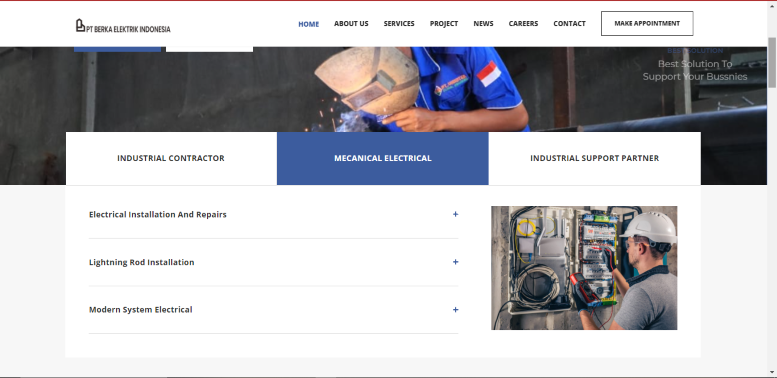 PT BERKA ELEKTRIK INDONESIA
HOME
ABOUT US
SERVICES
PROJECT
NEWS
CAREERS
CONTACT
MAKE APPOINTMENT
BEST SOLUTION
Best Solution To
Support Your Bussnies
INDUSTRIAL CONTRACTOR
MECANICAL ELECTRICAL
INDUSTRIAL SUPPORT PARTNER
Electrical Installation And Repairs
+
Lightning Rod Installation
+
Modern System Electrical
+